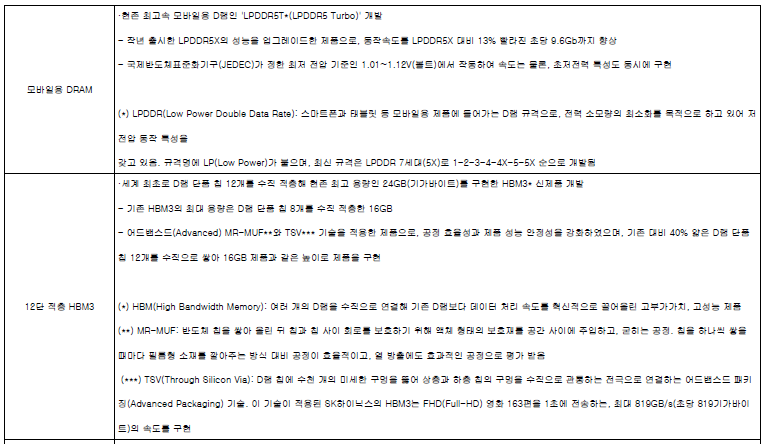 모바일용 DRAM
·현존 최고속 모바일용 D램인 'LPDDR5T*(LPDDR5 Turbo)' 개발
- 작년 출시한 LPDDR5X의 성능을 업그레이드한 제품으로, 동작속도를 LPDDR5X 대비 13% 빨라진 초당 9.6Gb까지 향상
- 국제반도체표준화기구(JEDEC)가 정한 최저 전압 기준인 1.01~1.12V(볼트)에서 작동하여 속도는 물론, 초저전력 특성도 동시에 구현
(*) LPDDR(Low Power Double Data Rate): 스마트폰과 태블릿 등 모바일용 제품에 들어가는 D램 규격으로, 전력 소모량의 최소화를 목적으로 하고 있어 저
전압 동작 특성을
갖고 있음. 규격명에 LP(Low Power)가 붙으며, 최신 규격은 LPDDR 7세대(5X)로 1-2-3-4-4X-5-5X 순으로 개발됨
12단 적층 HBM3
·세계 최초로 D램 단품 칩 12개를 수직 적층해 현존 최고 용량인 24GB(기가바이트)를 구현한 HBM3* 신제품 개발
- 기존 HBM3의 최대 용량은 D램 단품 칩 8개를 수직 적층한 16GB
- 어드밴스드(Advanced) MR-MUF**와 TSV*** 기술을 적용한 제품으로, 공정 효율성과 제품 성능 안정성을 강화하였으며, 기존 대비 40% 얇은 D램 단품
칩 12개를 수직으로 쌓아 16GB 제품과 같은 높이로 제품을 구현
(*) HBM(High Bandwidth Memory): 여러 개의 D램을 수직으로 연결해 기존 D램보다 데이터 처리 속도를 혁신적으로 끌어올린 고부가가치, 고성능 제품
(**) MR-MUF: 반도체 칩을 쌓아 올린 뒤 칩과 칩 사이 회로를 보호하기 위해 액체 형태의 보호재를 공간 사이에 주입하고, 굳히는 공정. 칩을 하나씩 쌓을
때마다 필름형 소재를 깔아주는 방식 대비 공정이 효율적이고, 열 방출에도 효과적인 공정으로 평가 받음
(***) TSV(Through Silicon Via): D램 칩에 수천 개의 미세한 구멍을 뚫어 상층과 하층 칩의 구멍을 수직으로 관통하는 전극으로 연결하는 어드밴스드 패키
징(Advanced Packaging) 기술. 이 기술이 적용된 SK하이닉스의 HBM3는 FHD(Full-HD) 영화 163편을 1초에 전송하는, 최대 819GB/s(초당 819기가바이
트)의 속도를 구현